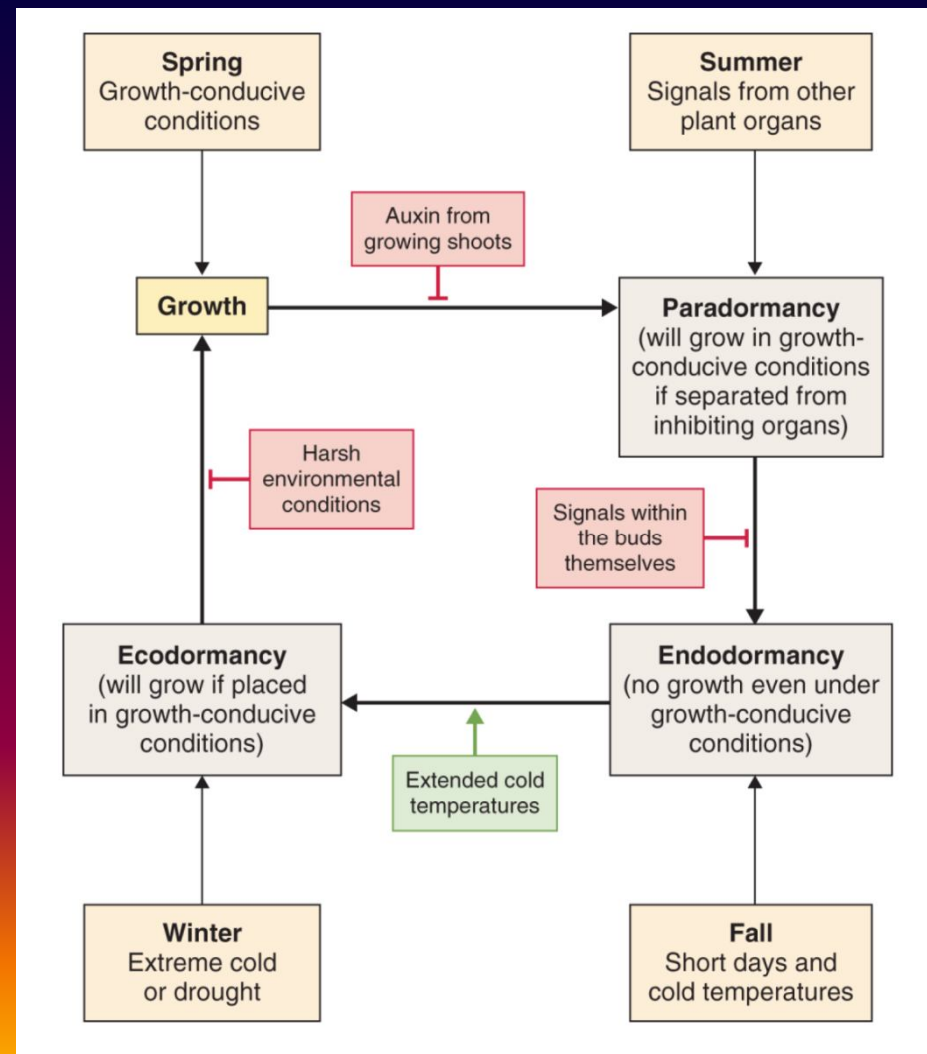 Spring
Growth-conducive
conditions
Summer
Signals from other
plant organs
Auxin from
growing shoots
Growth
Paradormancy
(will grow in growth-
conducive conditions
if separated from
inhibiting organs)
Harsh
environmental
conditions
Signals within
the buds
themselves
Ecodormancy
(will grow if placed
in growth-conducive
conditions)
Endodormancy
(no growth even under
growth-conducive
conditions)
Extended cold
temperatures
Winter
Extreme cold
or drought
Fall
Short days and
cold temperatures